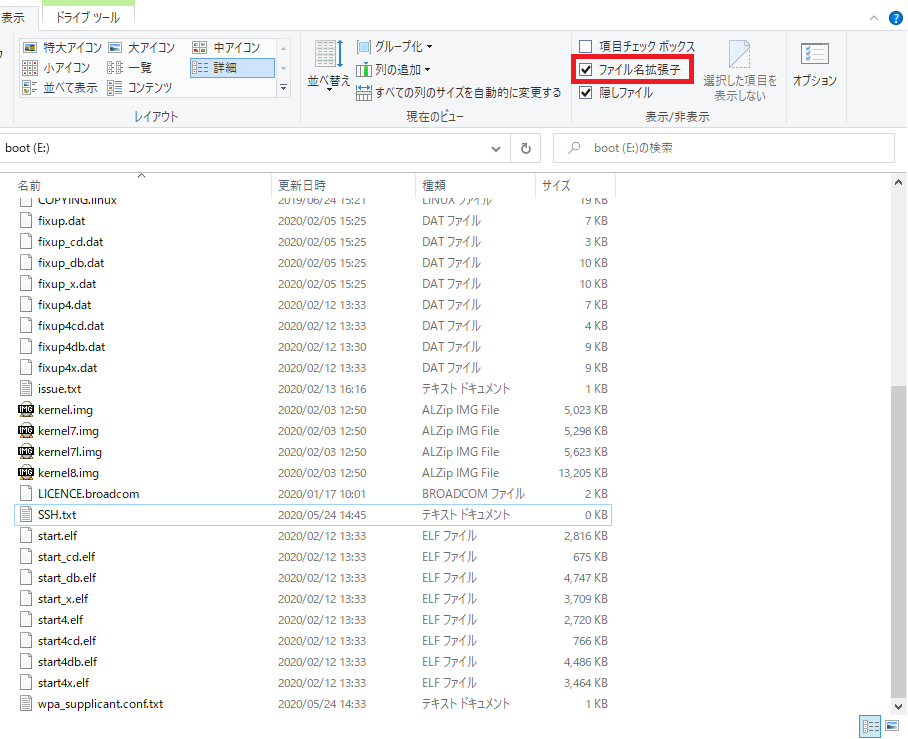 表示 ドライブ ツール
特大アイコン 大アイコン 中アイコン
小アイコン 一覧 詳細
並べて表示 コンテンツ
レイアウト
並べ替え
グループ化
列の追加
すべての列のサイズを自動的に変更する
現在のビュー
項目チェック ボックス
ファイル名拡張子
隠しファイル
選択した項目を
表示しない
表示/非表示
オプション
boot (E:) boot (E:)の検索
名前 更新日時 種類 サイズ
COPYING.linux 2019/06/24 15:21 LINUX ファイル 19 KB
fixup.dat 2020/02/05 15:25 DAT ファイル 7 KB
fixup_cd.dat 2020/02/05 15:25 DAT ファイル 3 KB
fixup_db.dat 2020/02/05 15:25 DAT ファイル 10 KB
fixup_x.dat 2020/02/05 15:25 DAT ファイル 10 KB
fixup4.dat 2020/02/12 13:33 DAT ファイル 7 KB
fixup4cd.dat 2020/02/12 13:33 DAT ファイル 4 KB
fixup4db.dat 2020/02/12 13:30 DAT ファイル 9 KB
fixup4x.dat 2020/02/12 13:33 DAT ファイル 9 KB
issue.txt 2020/02/13 16:16 テキスト ドキュメント 1 KB
kernel.img 2020/02/03 12:50 ALZip IMG File 5,023 KB
kernel7.img 2020/02/03 12:50 ALZip IMG File 5,298 KB
kernel7l.img 2020/02/03 12:50 ALZip IMG File 5,623 KB
kernel8.img 2020/02/03 12:50 ALZip IMG File 13,205 KB
LICENCE.broadcom 2020/01/17 10:01 BROADCOM ファイル 2 KB
SSH.txt 2020/05/24 14:45 テキスト ドキュメント 0 KB
start.elf 2020/02/12 13:33 ELF ファイル 2,816 KB
start_cd.elf 2020/02/12 13:33 ELF ファイル 675 KB
start_db.elf 2020/02/12 13:33 ELF ファイル 4,747 KB
start_x.elf 2020/02/12 13:33 ELF ファイル 3,709 KB
start4.elf 2020/02/12 13:33 ELF ファイル 2,720 KB
start4cd.elf 2020/02/12 13:33 ELF ファイル 766 KB
start4db.elf 2020/02/12 13:33 ELF ファイル 4,486 KB
start4x.elf 2020/02/12 13:33 ELF ファイル 3,464 KB
wpa_supplicant.conf.txt 2020/05/24 14:33 テキスト ドキュメント 1 KB